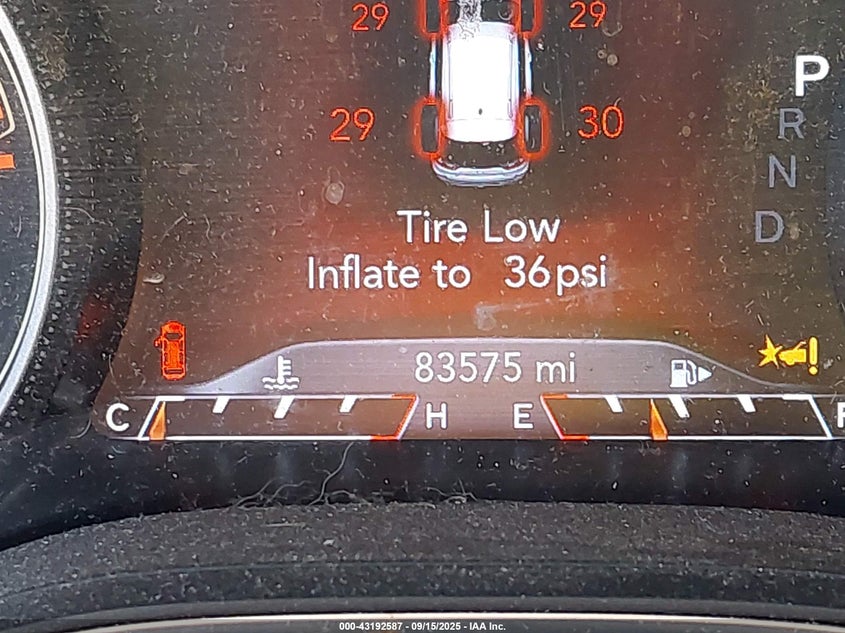 29 29
P
29 30
R
N
Tire Low
D
Inflate to 36psi
83575 mi
C H E F
000-43192587 - 09/15/2025 - IAA Inc.